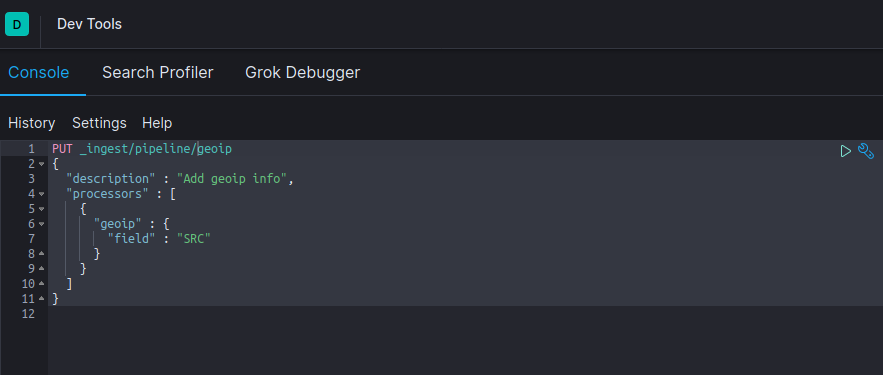 D Dev Tools
Console Search Profiler Grok Debugger
History Settings Help
1 PUT _ingest/pipeline/geoip
2 {
3   "description" : "Add geoip info",
4   "processors" : [
5     {
6       "geoip" : {
7         "field" : "SRC"
8       }
9     }
10   ]
11 }
12